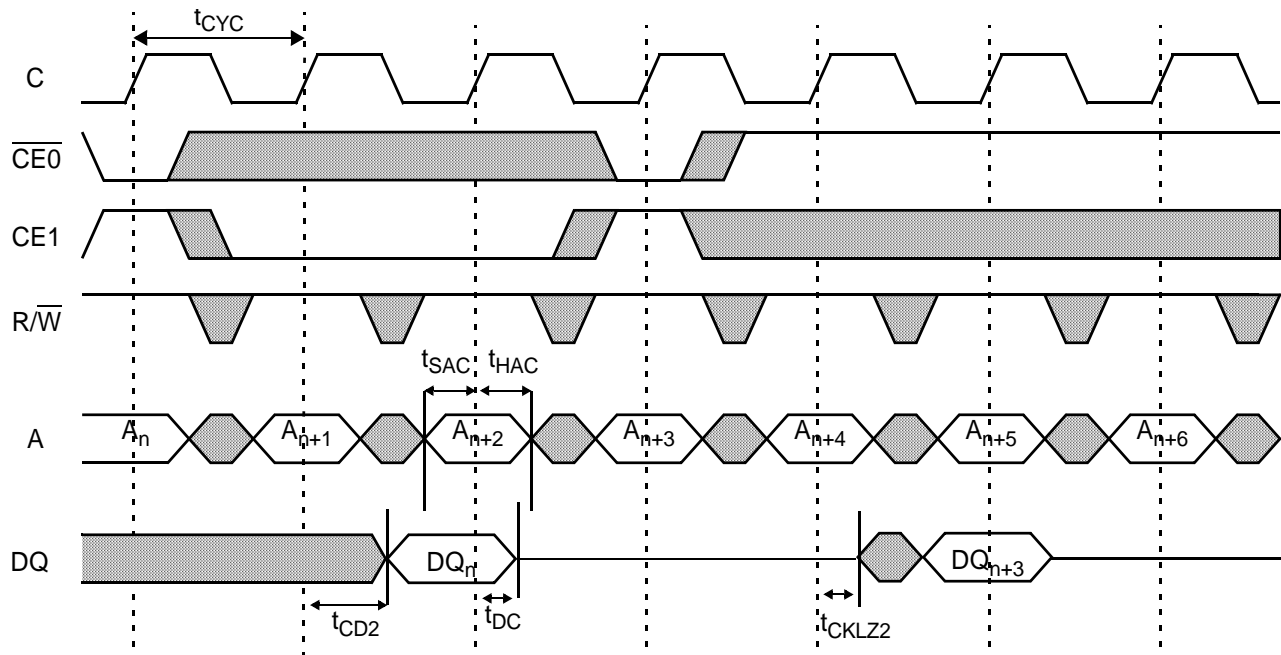 tCYC
C
CE0
CE1
R/W
tSAC tHAC
A An An+1 An+2 An+3 An+4 An+5 An+6
DQ DQn DQn+3
tCD2 tDC tCKLZ2